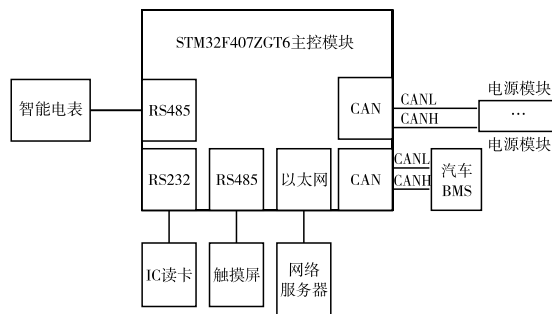 STM32F407ZGT6主控模块
智能电表
RS485
CAN
CANL
CANH
电源模块
…
电源模块
RS232
RS485
以太网
CAN
CANL
CANH
汽车
BMS
IC读卡
触摸屏
网络
服务器